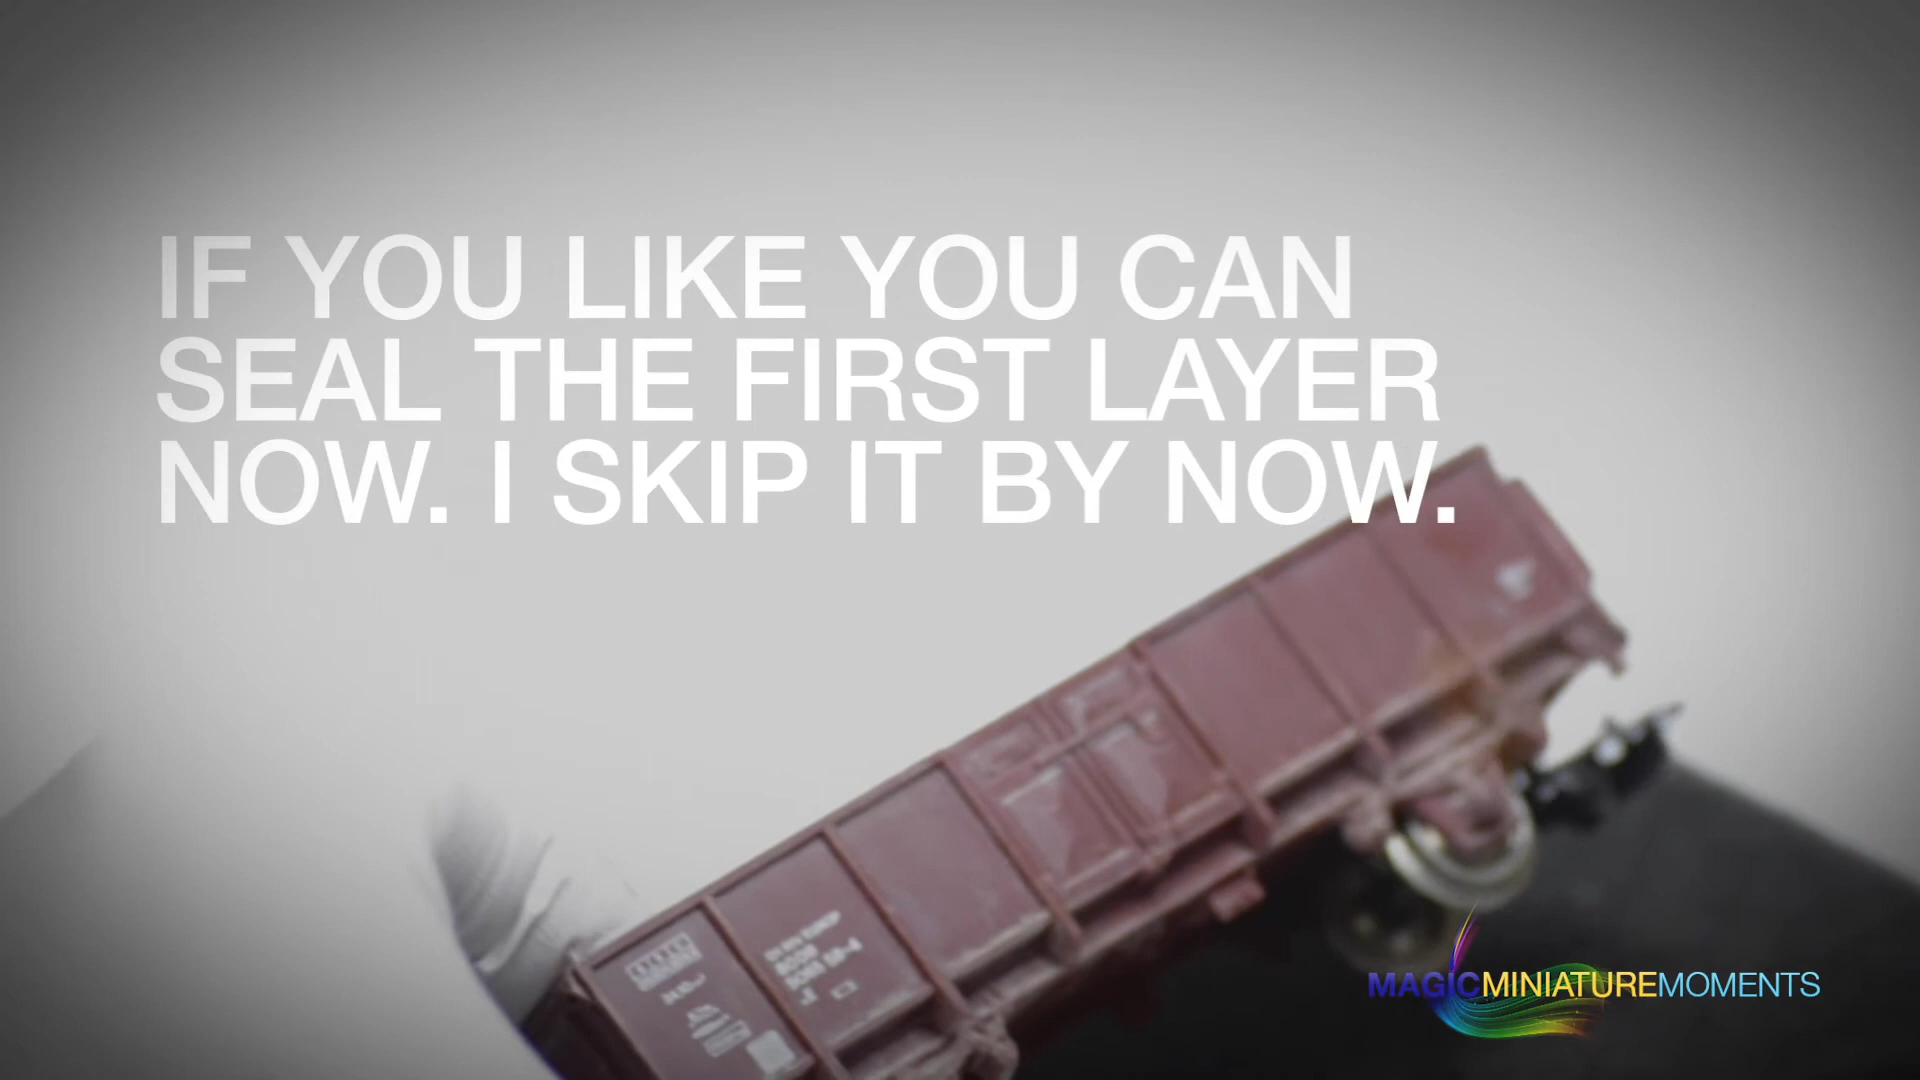 IF YOU LIKE YOU CAN
SEAL THE FIRST LAYER
NOW. I SKIP IT BY NOW.
MAGICMINIATUREMOMENTS